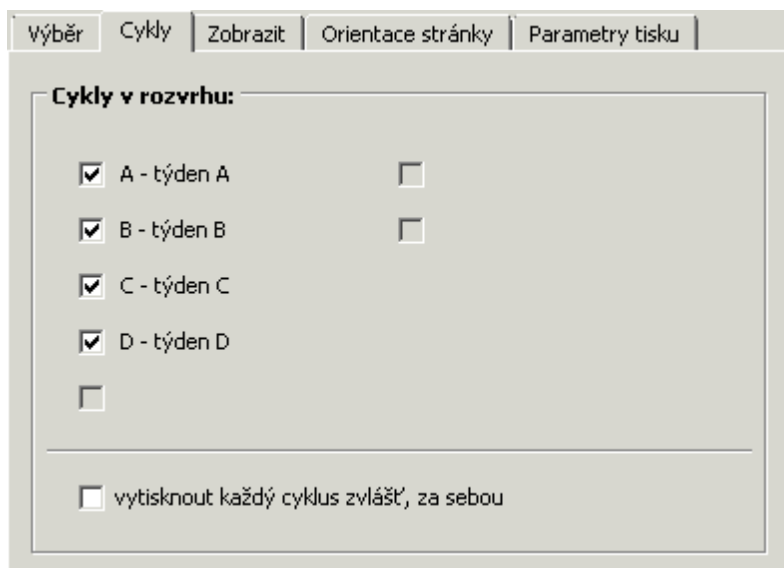 Výběr Cykly Zobrazit Orientace stránky Parametry tisku
Cykly v rozvrhu:
A - týden A
B - týden B
C - týden C
D - týden D
vytisknout každý cyklus zvlášť, za sebou